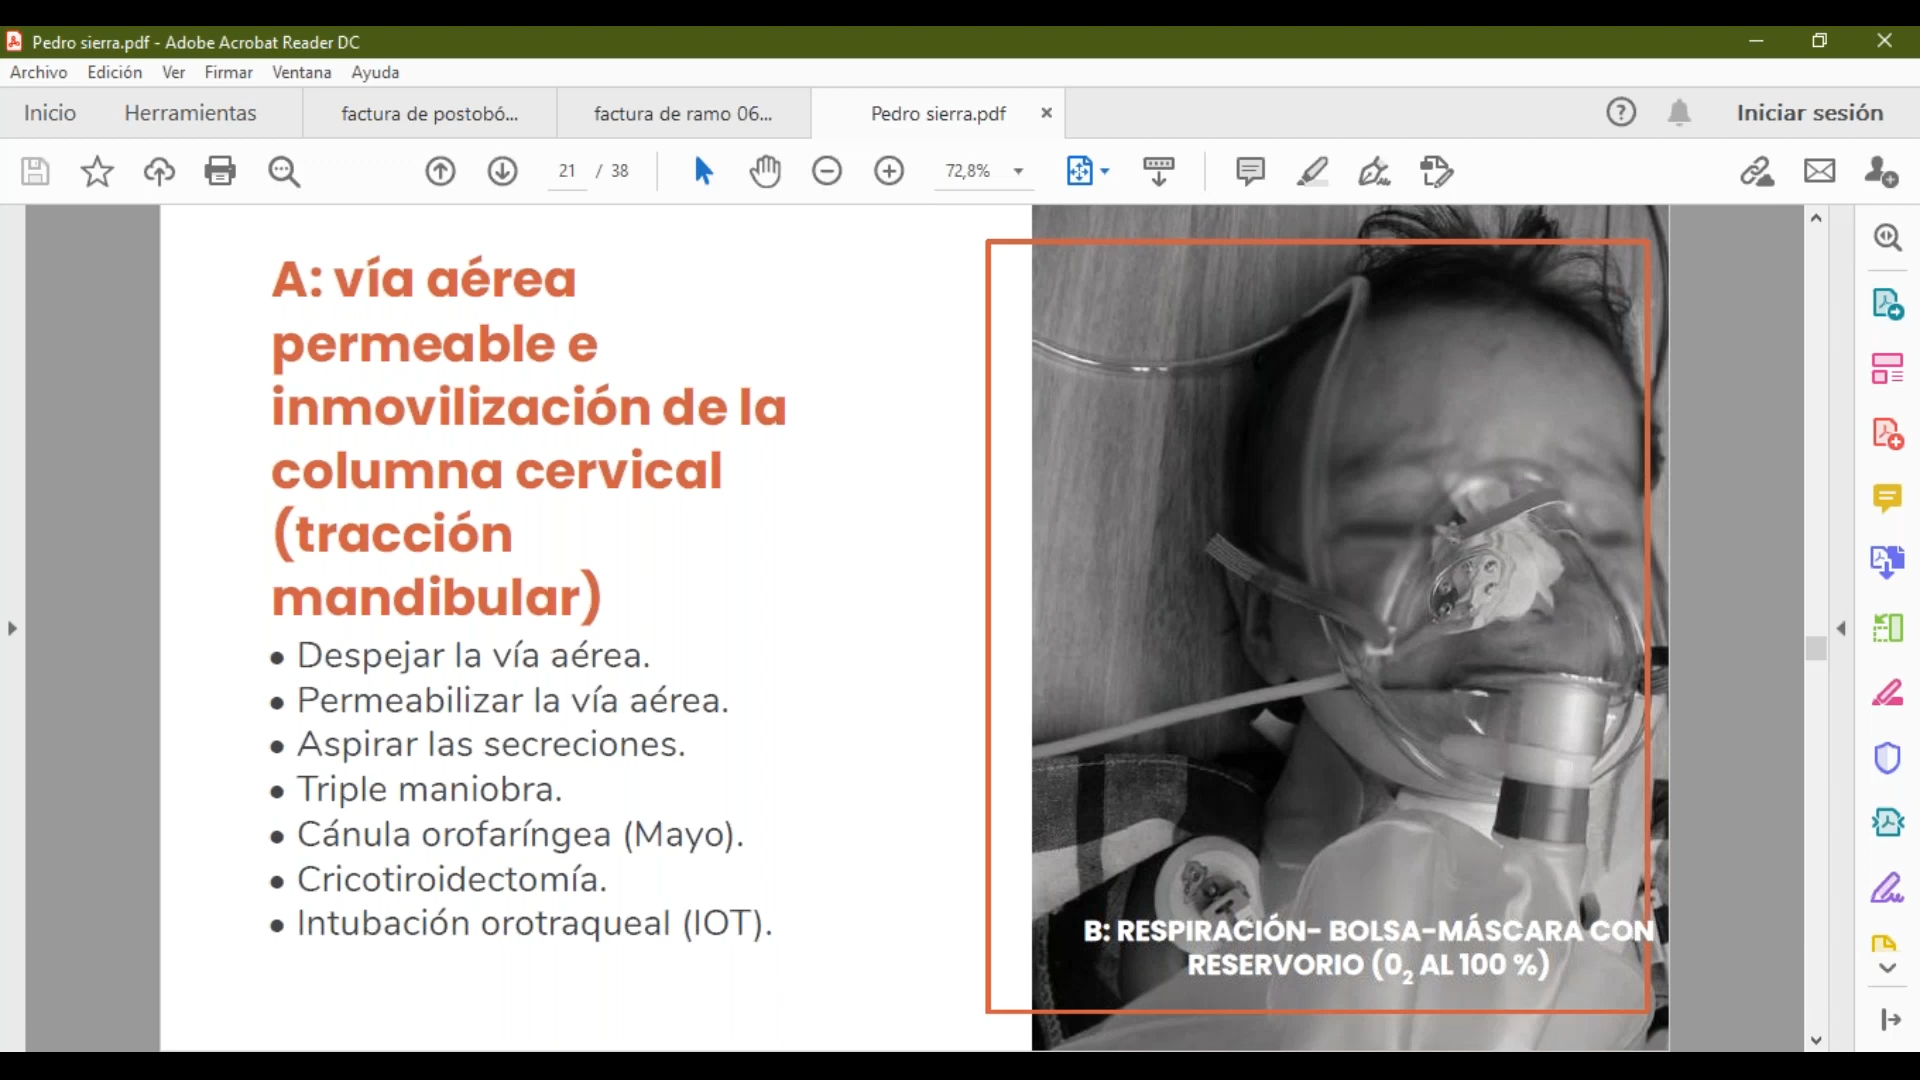 Pedro sierra.pdf - Adobe Acrobat Reader DC
Archivo Edición Ver Firmar Ventana Ayuda
Inicio Herramientas factura de postobó... factura de ramo 06... Pedro sierra.pdf × Iniciar sesión
21 / 38 72,8%
A: vía aérea
permeable e
inmovilización de la
columna cervical
(tracción
mandibular)
• Despejar la vía aérea.
• Permeabilizar la vía aérea.
• Aspirar las secreciones.
• Triple maniobra.
• Cánula orofaríngea (Mayo).
• Cricotiroidectomía.
• Intubación orotraqueal (IOT).
B: RESPIRACIÓN- BOLSA-MÁSCARA CON
RESERVORIO (0₂ AL 100 %)